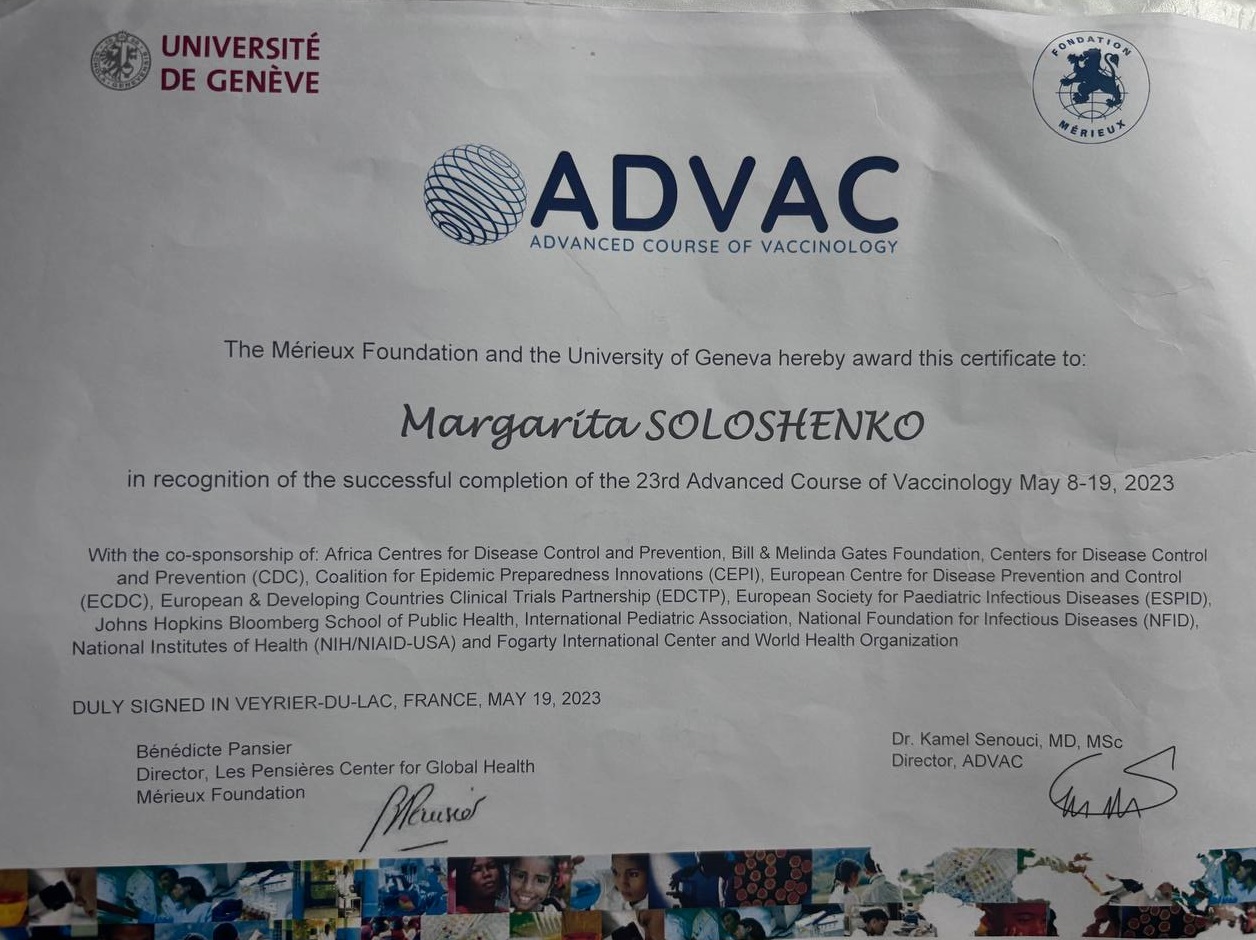 UNIVERSITÉ
DE GENÈVE
FONDATION
MÉRIEUX
ADVAC
ADVANCED COURSE OF VACCINOLOGY
The Mérieux Foundation and the University of Geneva hereby award this certificate to:
Margarita SOLOSHENKO
in recognition of the successful completion of the 23rd Advanced Course of Vaccinology May 8-19, 2023
With the co-sponsorship of: Africa Centres for Disease Control and Prevention, Bill & Melinda Gates Foundation, Centers for Disease Control
and Prevention (CDC), Coalition for Epidemic Preparedness Innovations (CEPI), European Centre for Disease Prevention and Control
(ECDC), European & Developing Countries Clinical Trials Partnership (EDCTP), European Society for Paediatric Infectious Diseases (ESPID),
Johns Hopkins Bloomberg School of Public Health, International Pediatric Association, National Foundation for Infectious Diseases (NFID),
National Institutes of Health (NIH/NIAID-USA) and Fogarty International Center and World Health Organization
DULY SIGNED IN VEYRIER-DU-LAC, FRANCE, MAY 19, 2023
Bénédicte Pansier
Director, Les Pensières Center for Global Health
Mérieux Foundation
Dr. Kamel Senouci, MD, MSc
Director, ADVAC